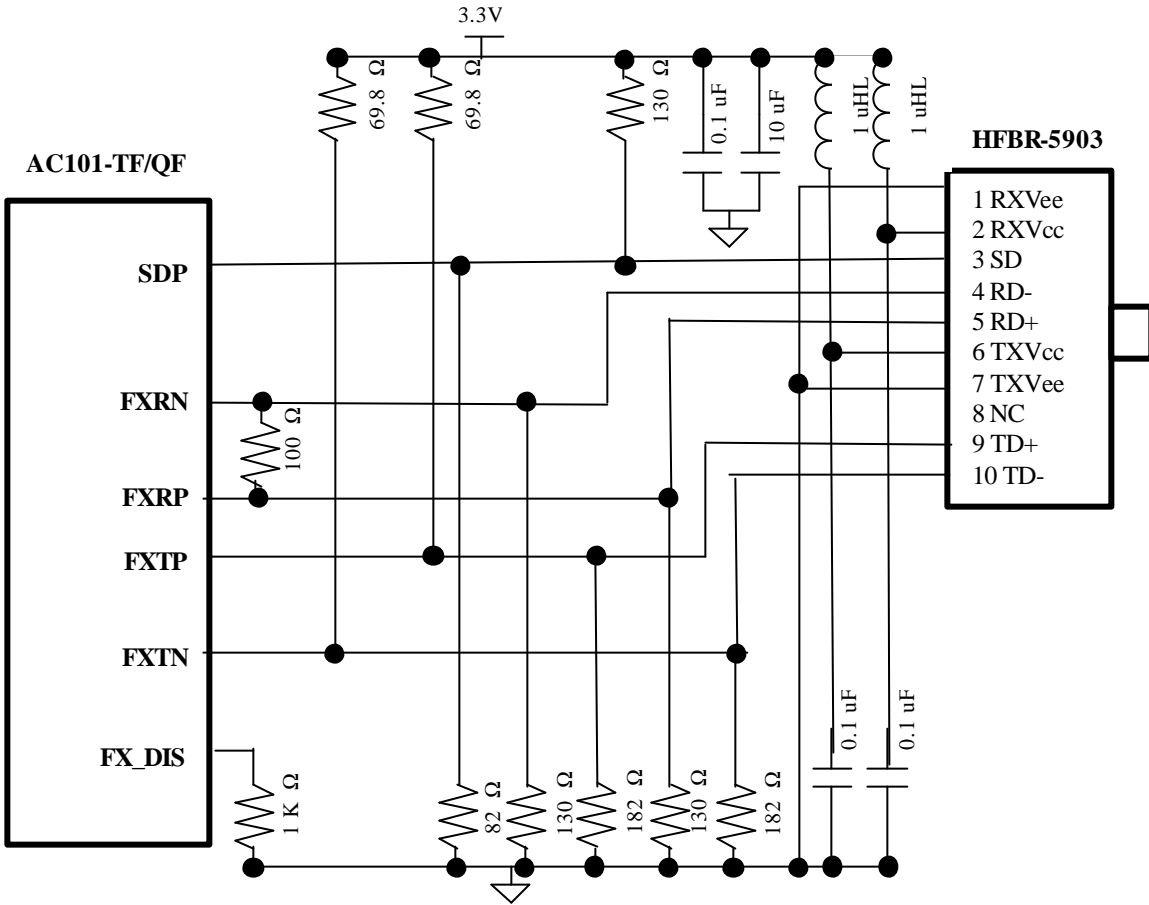 3.3V
69.8 Ω
69.8 Ω
130 Ω
0.1 uF
10 uF
1 uHL
1 uHL
HFBR-5903
AC101-TF/QF
1 RXVee
2 RXVcc
3 SD
4 RD-
5 RD+
6 TXVcc
7 TXVee
8 NC
9 TD+
10 TD-
SDP
FXRN
100 Ω
FXRP
FXTP
FXTN
FX_DIS
1 K Ω
82 Ω
130 Ω
182 Ω
130 Ω
182 Ω
0.1 uF
0.1 uF